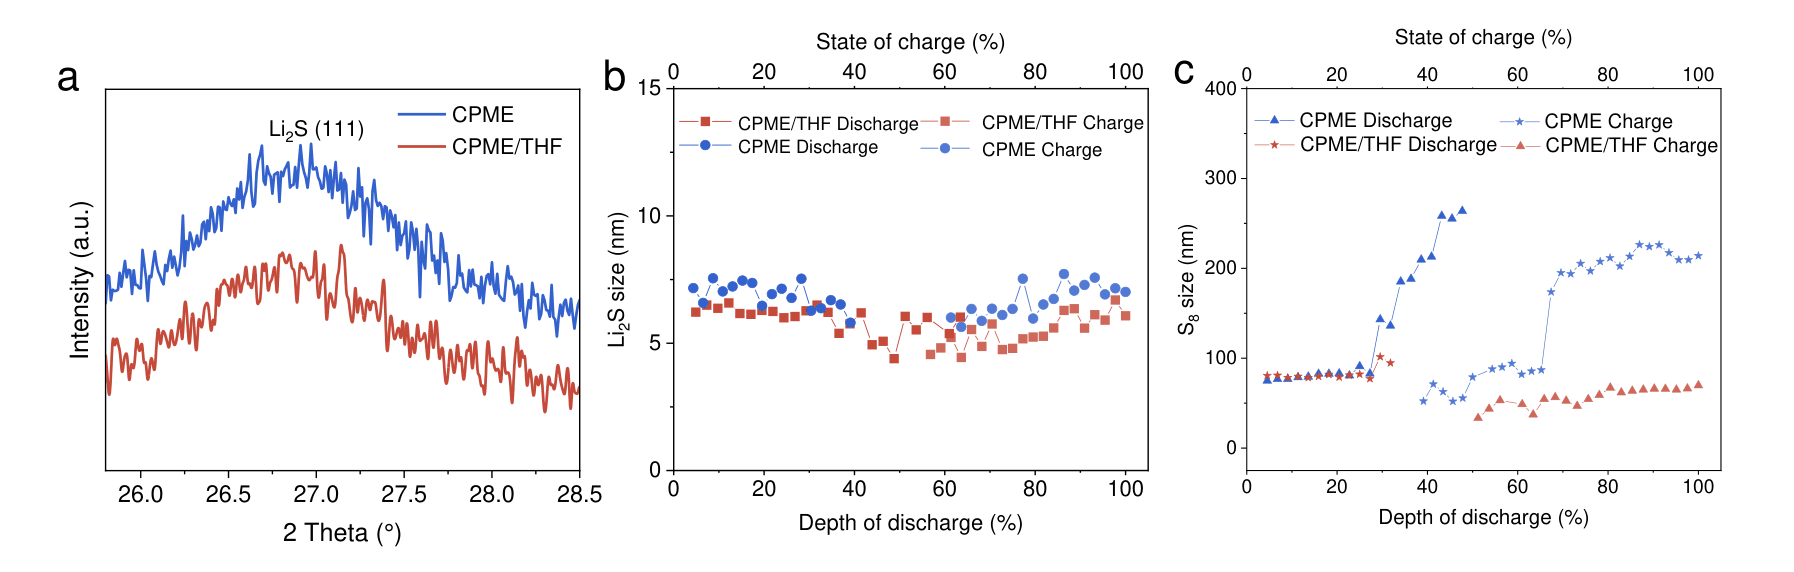 a
CPME
CPME/THF
Li₂S (111)
Intensity (a.u.)
26.0 26.5 27.0 27.5 28.0 28.5
2 Theta (°)
b
State of charge (%)
0 20 40 60 80 100
15
10
5
0
CPME/THF Discharge
CPME Discharge
CPME/THF Charge
CPME Charge
Li₂S size (nm)
0 20 40 60 80 100
Depth of discharge (%)
c
State of charge (%)
0 20 40 60 80 100
400
300
200
100
0
CPME Discharge
CPME/THF Discharge
CPME Charge
CPME/THF Charge
S₈ size (nm)
0 20 40 60 80 100
Depth of discharge (%)